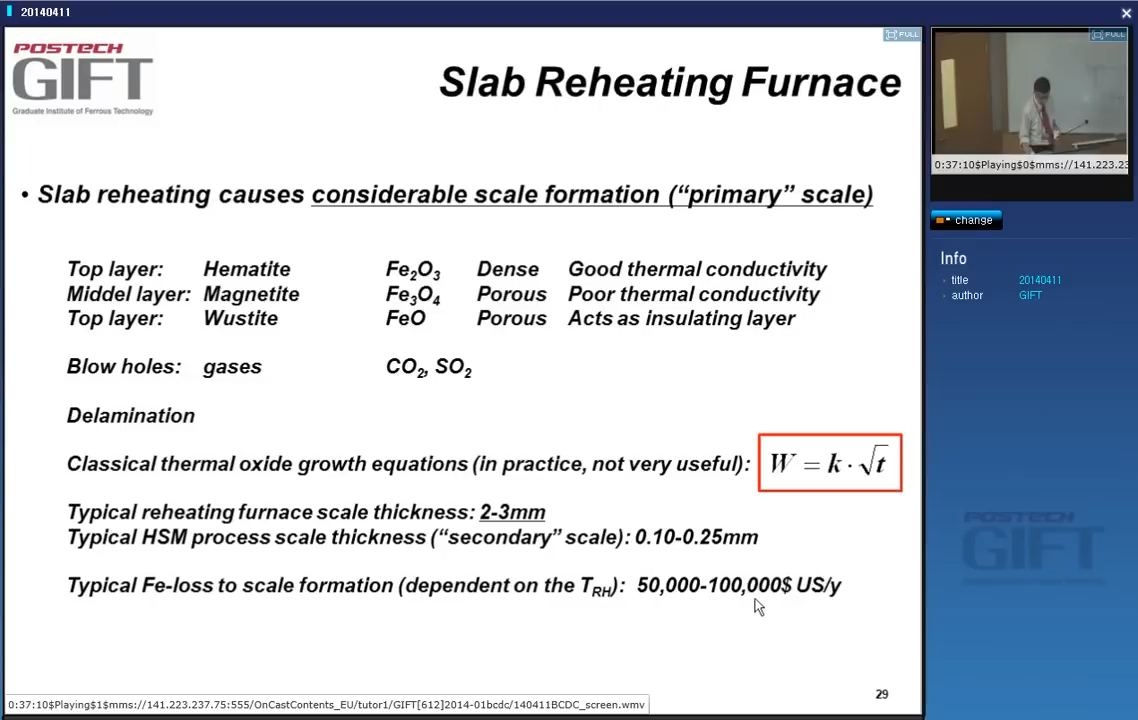 20140411
POSTECH
GIFT
Graduate Institute of Ferrous Technology
Slab Reheating Furnace
FULL
FULL
0:37:10$Playing$0$mms://141.223.23
change
Info
title 20140411
author GIFT
• Slab reheating causes considerable scale formation (“primary” scale)
Top layer: Hematite Fe2O3 Dense Good thermal conductivity
Middel layer: Magnetite Fe3O4 Porous Poor thermal conductivity
Top layer: Wustite FeO Porous Acts as insulating layer
Blow holes: gases CO2, SO2
Delamination
Classical thermal oxide growth equations (in practice, not very useful): W = k · √t
Typical reheating furnace scale thickness: 2-3mm
Typical HSM process scale thickness (“secondary” scale): 0.10-0.25mm
Typical Fe-loss to scale formation (dependent on the TRH): 50,000-100,000$ US/y
POSTECH
GIFT
29
0:37:10$Playing$1$mms://141.223.237.75:555/OnCastContents_EU/tutor1/GIFT[612]2014-01bcdc/140411BCDC_screen.wmv